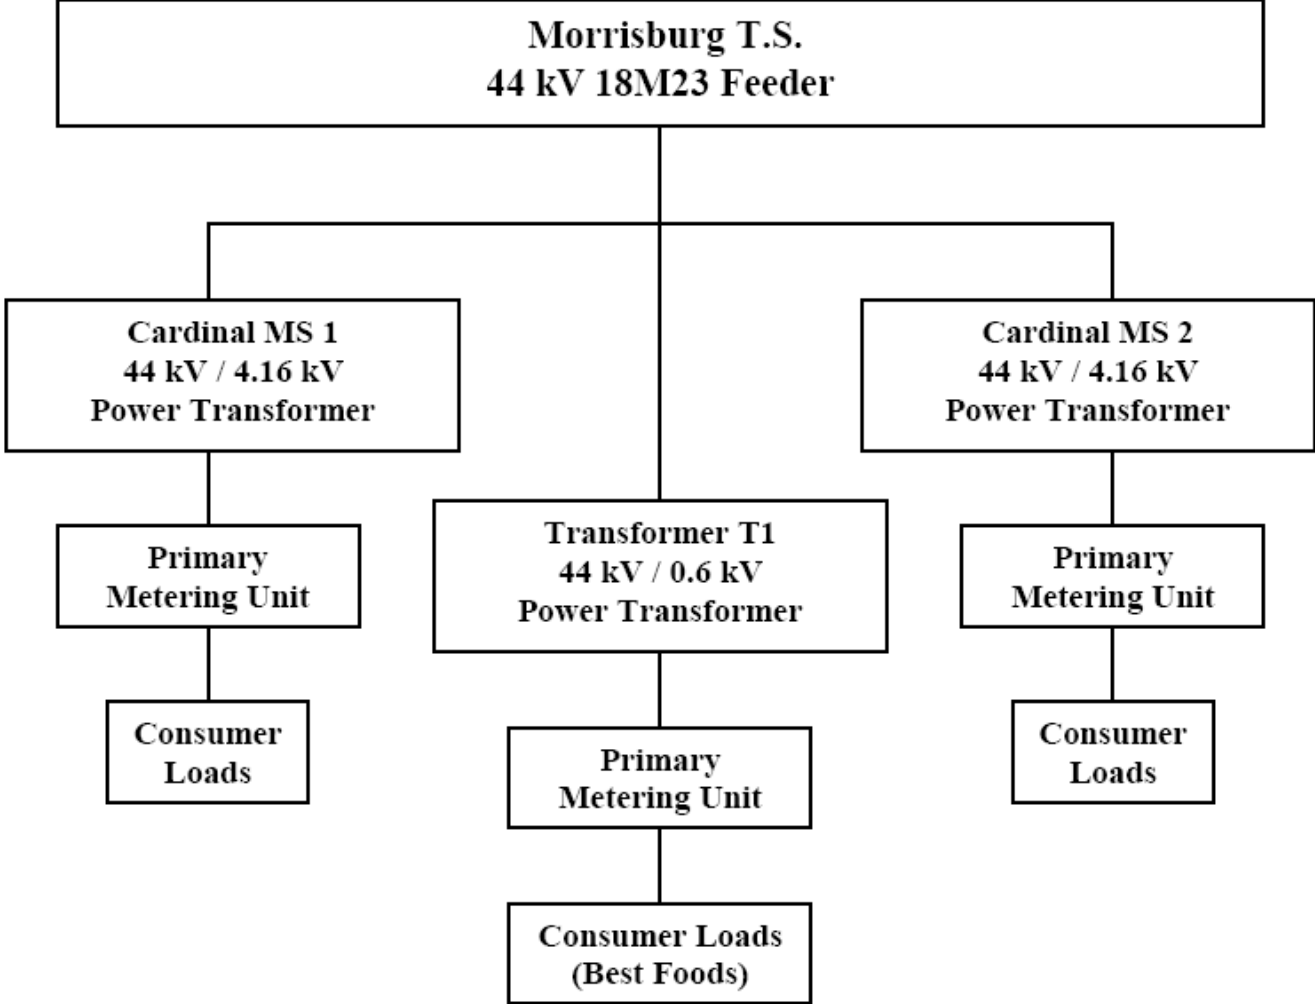 Morrisburg T.S.
44 kV 18M23 Feeder
Cardinal MS 1
44 kV / 4.16 kV
Power Transformer
Cardinal MS 2
44 kV / 4.16 kV
Power Transformer
Transformer T1
44 kV / 0.6 kV
Power Transformer
Primary
Metering Unit
Primary
Metering Unit
Consumer
Loads
Consumer
Loads
Primary
Metering Unit
Consumer Loads
(Best Foods)